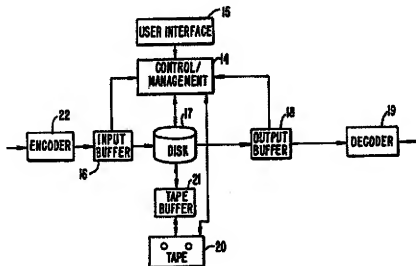 15
USER INTERFACE
14
CONTROL/
MANAGEMENT
22
ENCODER
INPUT
BUFFER
16
17
DISK
OUTPUT
BUFFER
18
19
DECODER
21
TAPE
BUFFER
TAPE
20